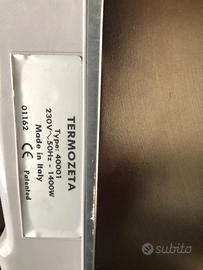 TERMOZETA
Type: 40001
230V ~ 50Hz - 1400W
Made in Italy
01162 CE Patented
subito